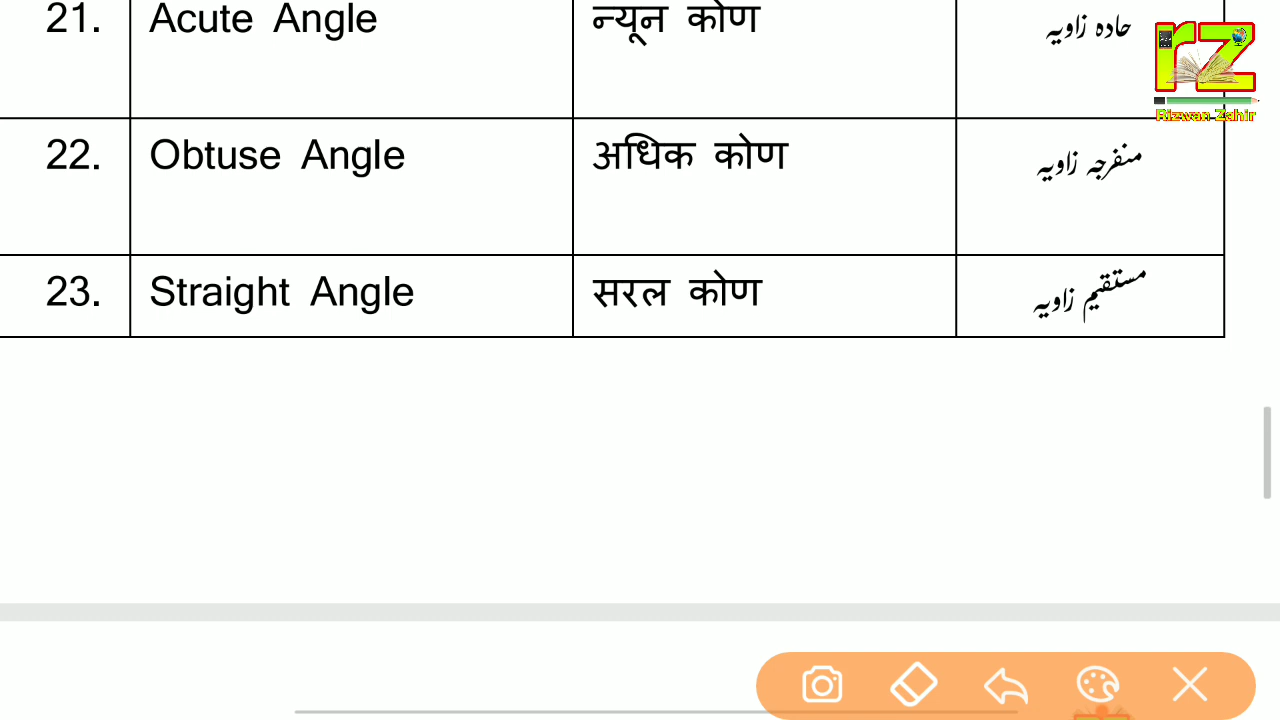 21. Acute Angle न्यून कोण حادہ زاویہ
rz
Rizwan Zahir
22. Obtuse Angle अधिक कोण منفرجہ زاویہ
23. Straight Angle सरल कोण مستقیم زاویہ